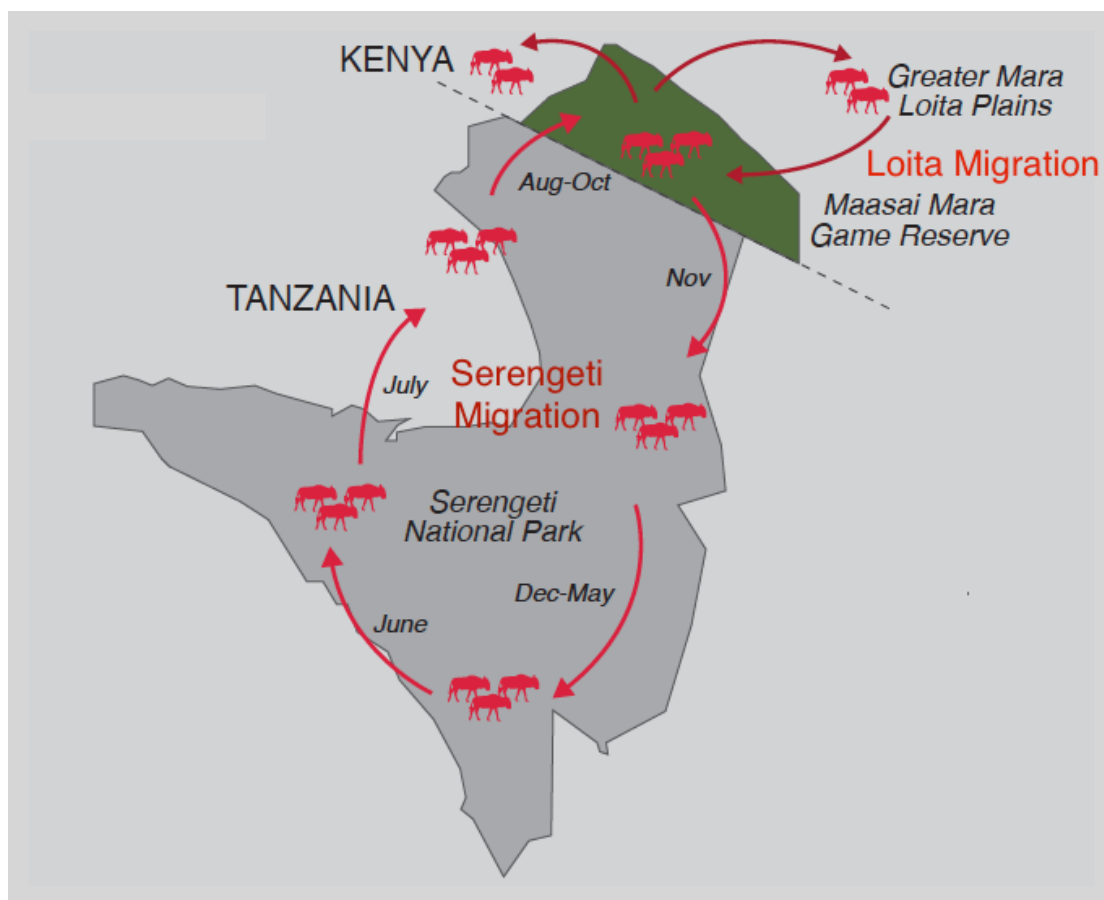 KENYA
Greater Mara
Loita Plains
Loita Migration
Aug-Oct
Maasai Mara
Game Reserve
Nov
TANZANIA
July
Serengeti
Migration
Serengeti
National Park
Dec-May
June